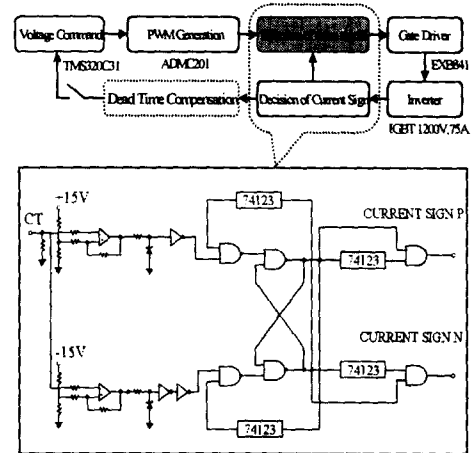 Voltage Command
PWM Generation
Gate Driver
TMS320C31
ADMC201
EXB841
Dead Time Compensation
Decision of Current Sign
Inverter
IGBT 1200V,75A
+15V
CT
74123
CURRENT SIGN P
74123
-15V
CURRENT SIGN N
74123
74123